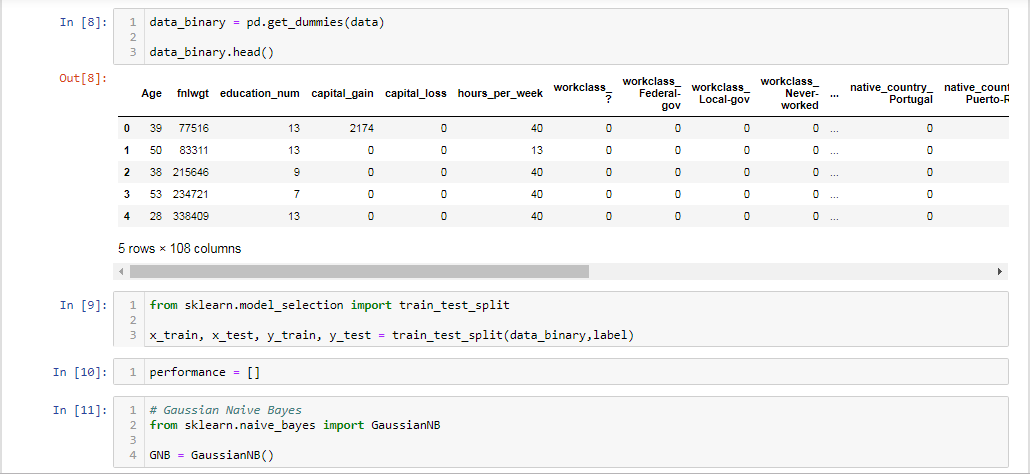 In [8]:
1 data_binary = pd.get_dummies(data)
2
3 data_binary.head()
Out[8]:
Age fnlwgt education_num capital_gain capital_loss hours_per_week workclass_ ? workclass_ Federal- gov workclass_ Local-gov workclass_ Never- worked ... native_country_ Portugal native_count Puerto-R
0 39 77516 13 2174 0 40 0 0 0 0 ... 0
1 50 83311 13 0 0 13 0 0 0 0 ... 0
2 38 215646 9 0 0 40 0 0 0 0 ... 0
3 53 234721 7 0 0 40 0 0 0 0 ... 0
4 28 338409 13 0 0 40 0 0 0 0 ... 0
5 rows × 108 columns
In [9]:
1 from sklearn.model_selection import train_test_split
2
3 x_train, x_test, y_train, y_test = train_test_split(data_binary,label)
In [10]:
1 performance = []
In [11]:
1 # Gaussian Naive Bayes
2 from sklearn.naive_bayes import GaussianNB
3
4 GNB = GaussianNB()